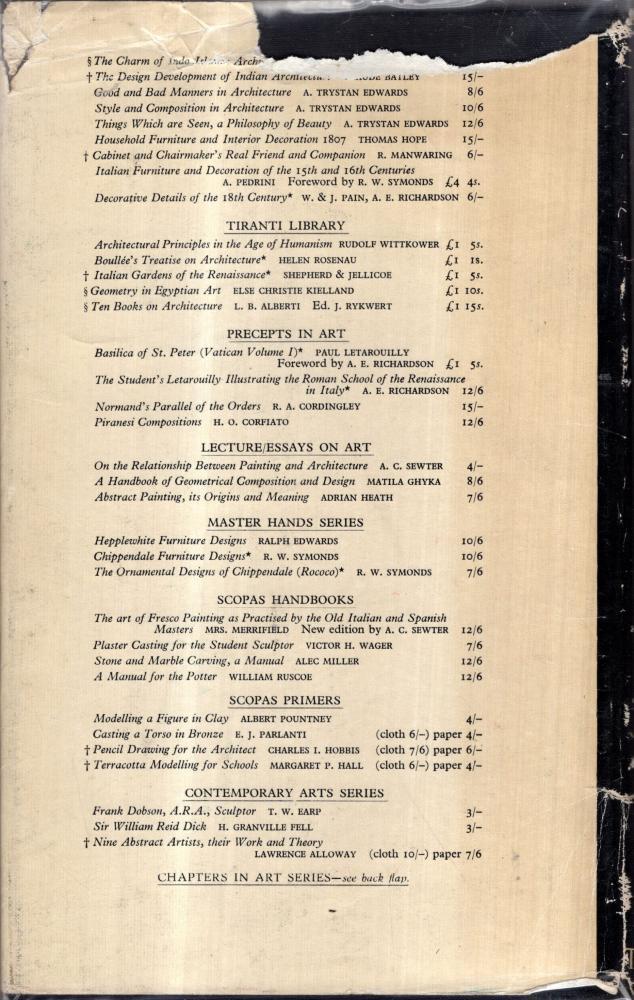 § The Charm of Indo-Islamic Arch
† The Design Development of Indian Architectu BATLEY 15/–
Good and Bad Manners in Architecture A. TRYSTAN EDWARDS 8/6
Style and Composition in Architecture A. TRYSTAN EDWARDS 10/6
Things Which are Seen, a Philosophy of Beauty A. TRYSTAN EDWARDS 12/6
Household Furniture and Interior Decoration 1807 THOMAS HOPE 15/–
† Cabinet and Chairmaker's Real Friend and Companion R. MANWARING 6/–
Italian Furniture and Decoration of the 15th and 16th Centuries
A. PEDRINI Foreword by R. W. SYMONDS £4 4s.
Decorative Details of the 18th Century* W. & J. PAIN, A. E. RICHARDSON 6/–
TIRANTI LIBRARY
Architectural Principles in the Age of Humanism RUDOLF WITTKOWER £1 5s.
Boullée's Treatise on Architecture* HELEN ROSENAU £1 1s.
† Italian Gardens of the Renaissance* SHEPHERD & JELLICOE £1 5s.
§ Geometry in Egyptian Art ELSE CHRISTIE KIELLAND £1 10s.
§ Ten Books on Architecture L. B. ALBERTI Ed. J. RYKWERT £1 15s.
PRECEPTS IN ART
Basilica of St. Peter (Vatican Volume I)* PAUL LETAROUILLY
Foreword by A. E. RICHARDSON £1 5s.
The Student's Letarouilly Illustrating the Roman School of the Renaissance
in Italy* A. E. RICHARDSON 12/6
Normand's Parallel of the Orders R. A. CORDINGLEY 15/–
Piranesi Compositions H. O. CORFIATO 12/6
LECTURE/ESSAYS ON ART
On the Relationship Between Painting and Architecture A. C. SEWTER 4/–
A Handbook of Geometrical Composition and Design MATILA GHYKA 8/6
Abstract Painting, its Origins and Meaning ADRIAN HEATH 7/6
MASTER HANDS SERIES
Hepplewhite Furniture Designs RALPH EDWARDS 10/6
Chippendale Furniture Designs* R. W. SYMONDS 10/6
The Ornamental Designs of Chippendale (Rococo)* R. W. SYMONDS 7/6
SCOPAS HANDBOOKS
The art of Fresco Painting as Practised by the Old Italian and Spanish
Masters MRS. MERRIFIELD New edition by A. C. SEWTER 12/6
Plaster Casting for the Student Sculptor VICTOR H. WAGER 7/6
Stone and Marble Carving, a Manual ALEC MILLER 12/6
A Manual for the Potter WILLIAM RUSCOE 12/6
SCOPAS PRIMERS
Modelling a Figure in Clay ALBERT POUNTNEY 4/–
Casting a Torso in Bronze E. J. PARLANTI (cloth 6/–) paper 4/–
† Pencil Drawing for the Architect CHARLES I. HOBBIS (cloth 7/6) paper 6/–
† Terracotta Modelling for Schools MARGARET P. HALL (cloth 6/–) paper 4/–
CONTEMPORARY ARTS SERIES
Frank Dobson, A.R.A., Sculptor T. W. EARP 3/–
Sir William Reid Dick H. GRANVILLE FELL 3/–
† Nine Abstract Artists, their Work and Theory
LAWRENCE ALLOWAY (cloth 10/–) paper 7/6
CHAPTERS IN ART SERIES—see back flap.